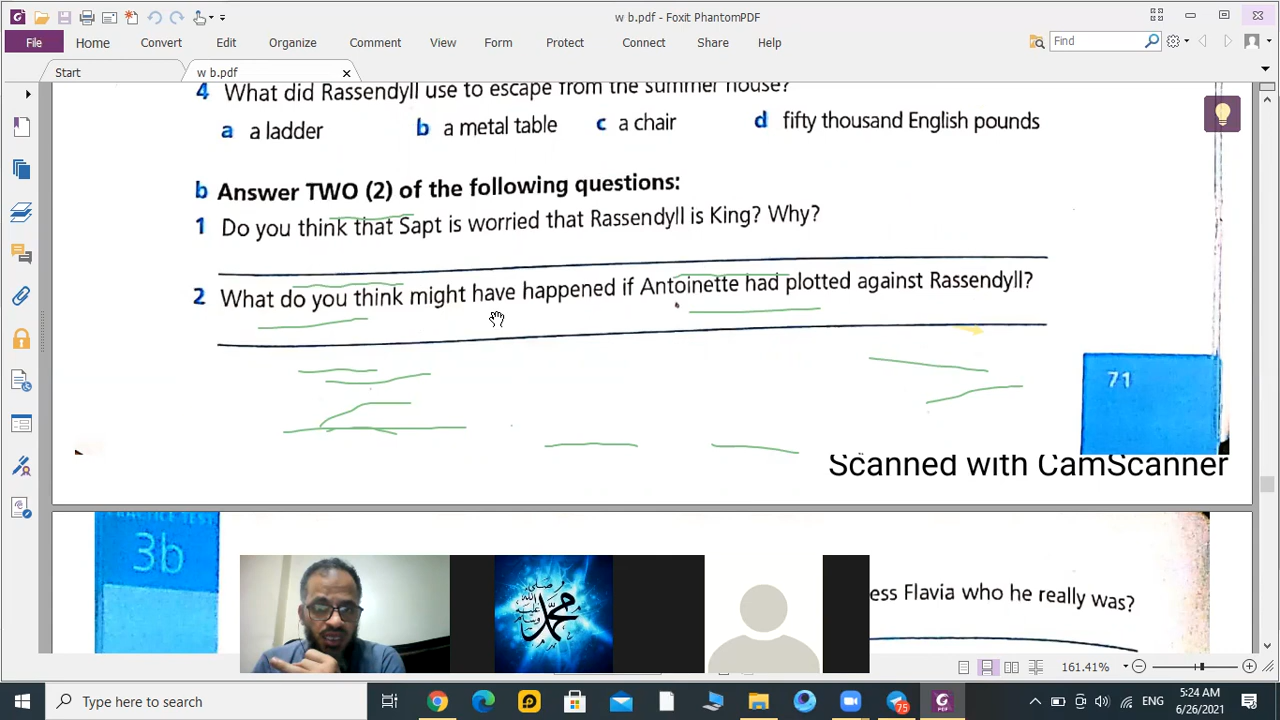 w b.pdf - Foxit PhantomPDF
File Home Convert Edit Organize Comment View Form Protect Connect Share Help Find
Start w b.pdf
4 What did Rassendyll use to escape from the summer house?
a a ladder b a metal table c a chair d fifty thousand English pounds
b Answer TWO (2) of the following questions:
1 Do you think that Sapt is worried that Rassendyll is King? Why?
2 What do you think might have happened if Antoinette had plotted against Rassendyll?
71
Scanned with CamScanner
3b
ess Flavia who he really was?
محمد
161.41%
Type here to search
75
ENG
5:24 AM
6/26/2021